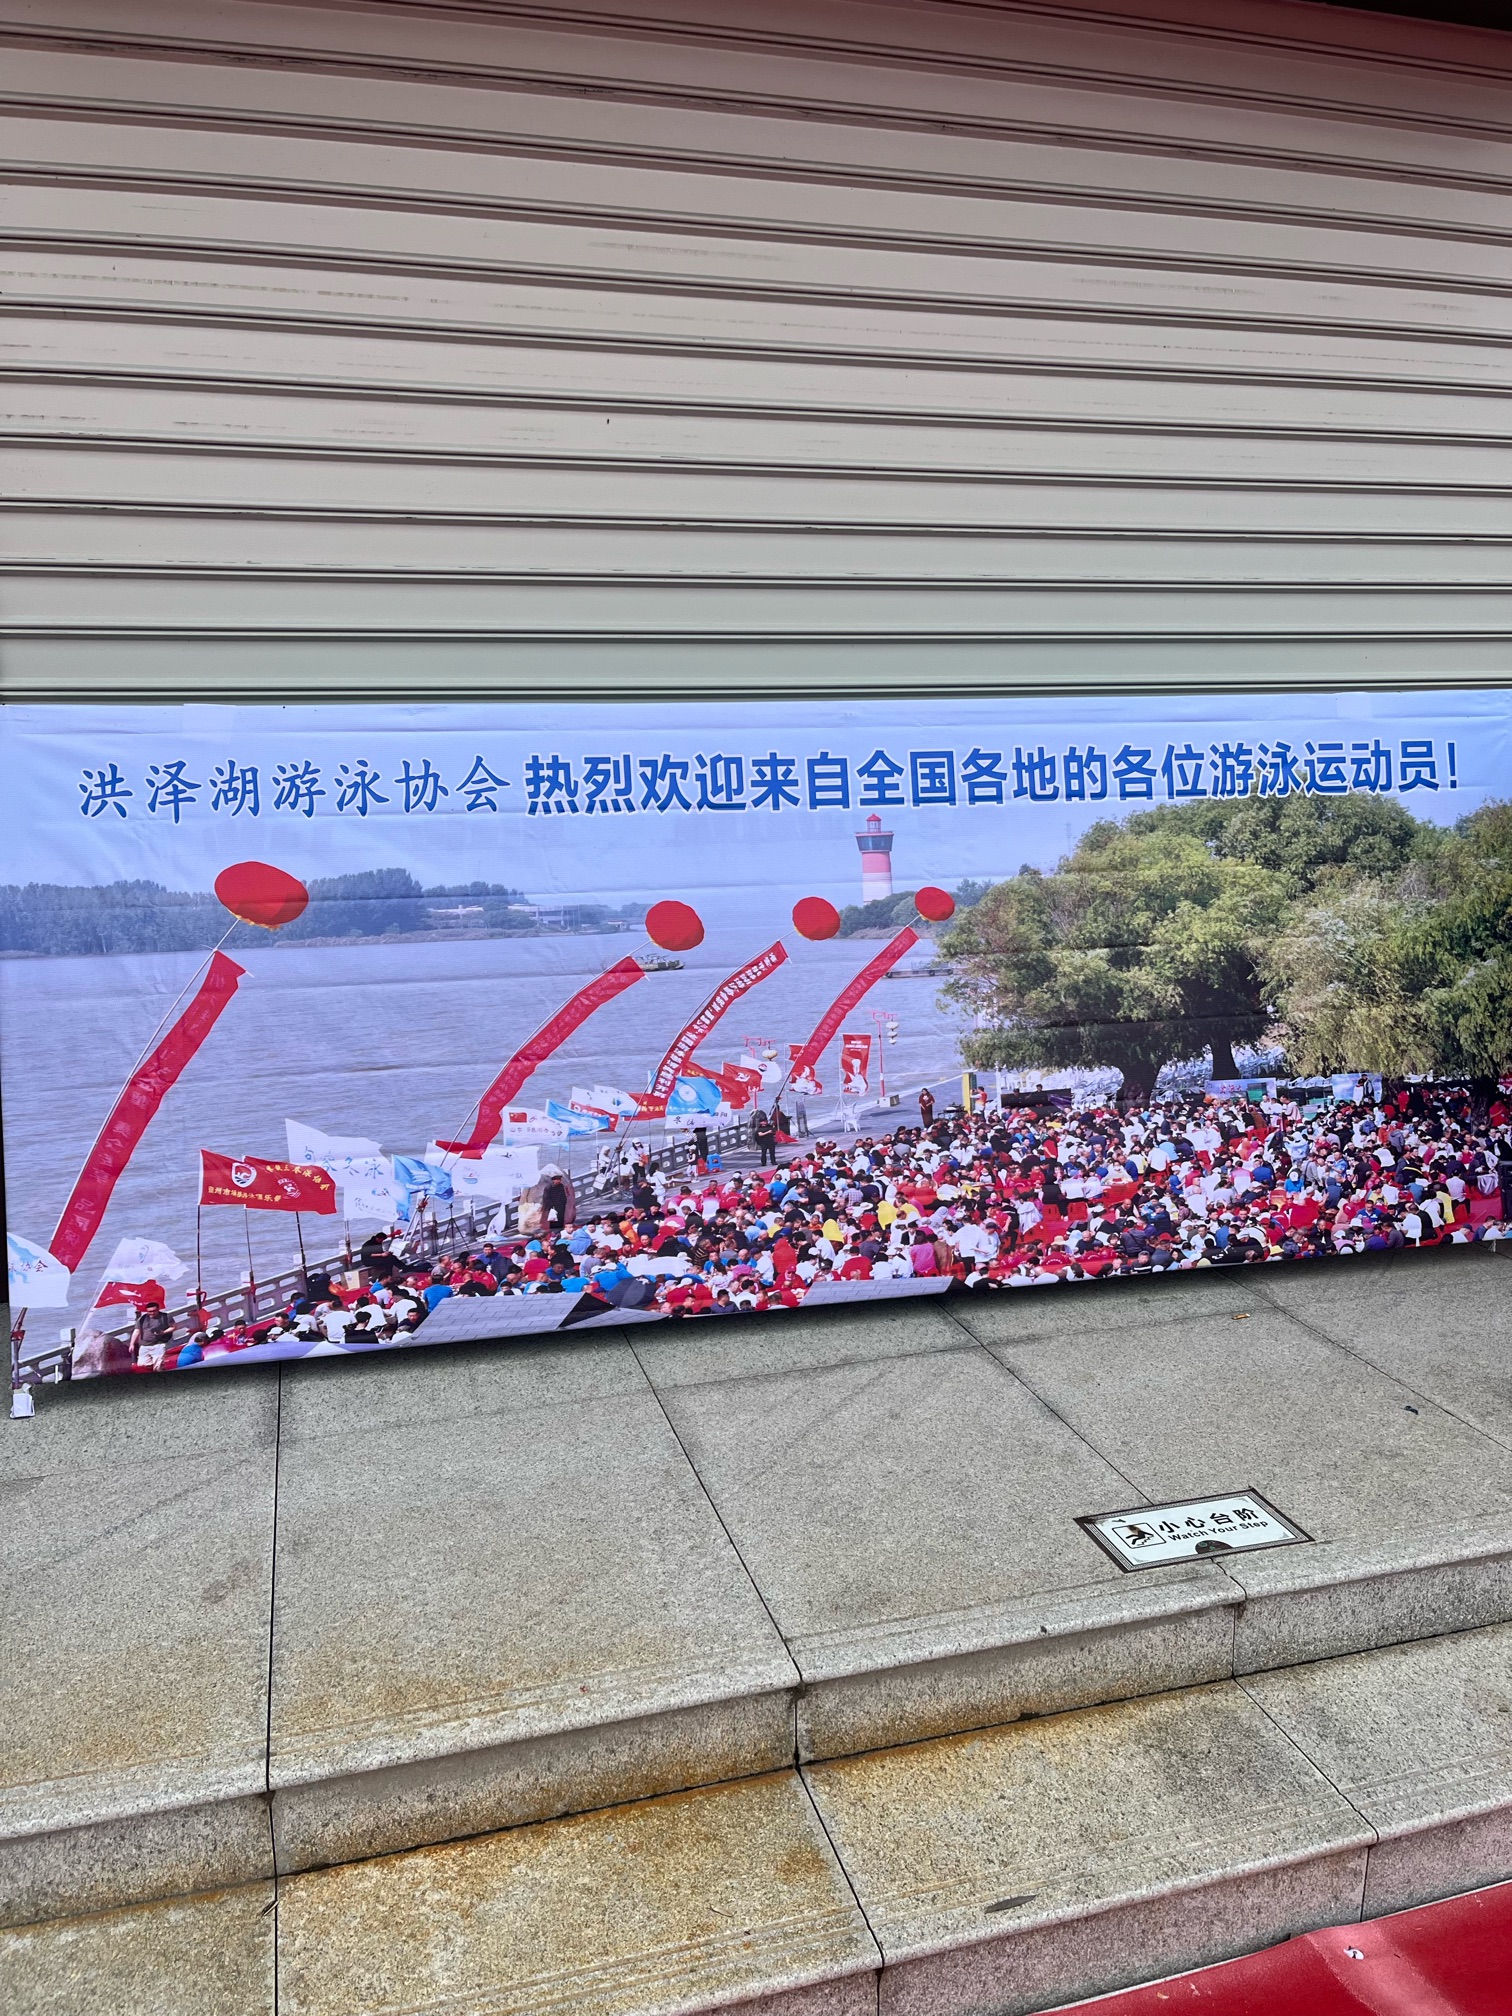 洪泽湖游泳协会 热烈欢迎来自全国各地的各位游泳运动员！
小心台阶
Watch Your Step